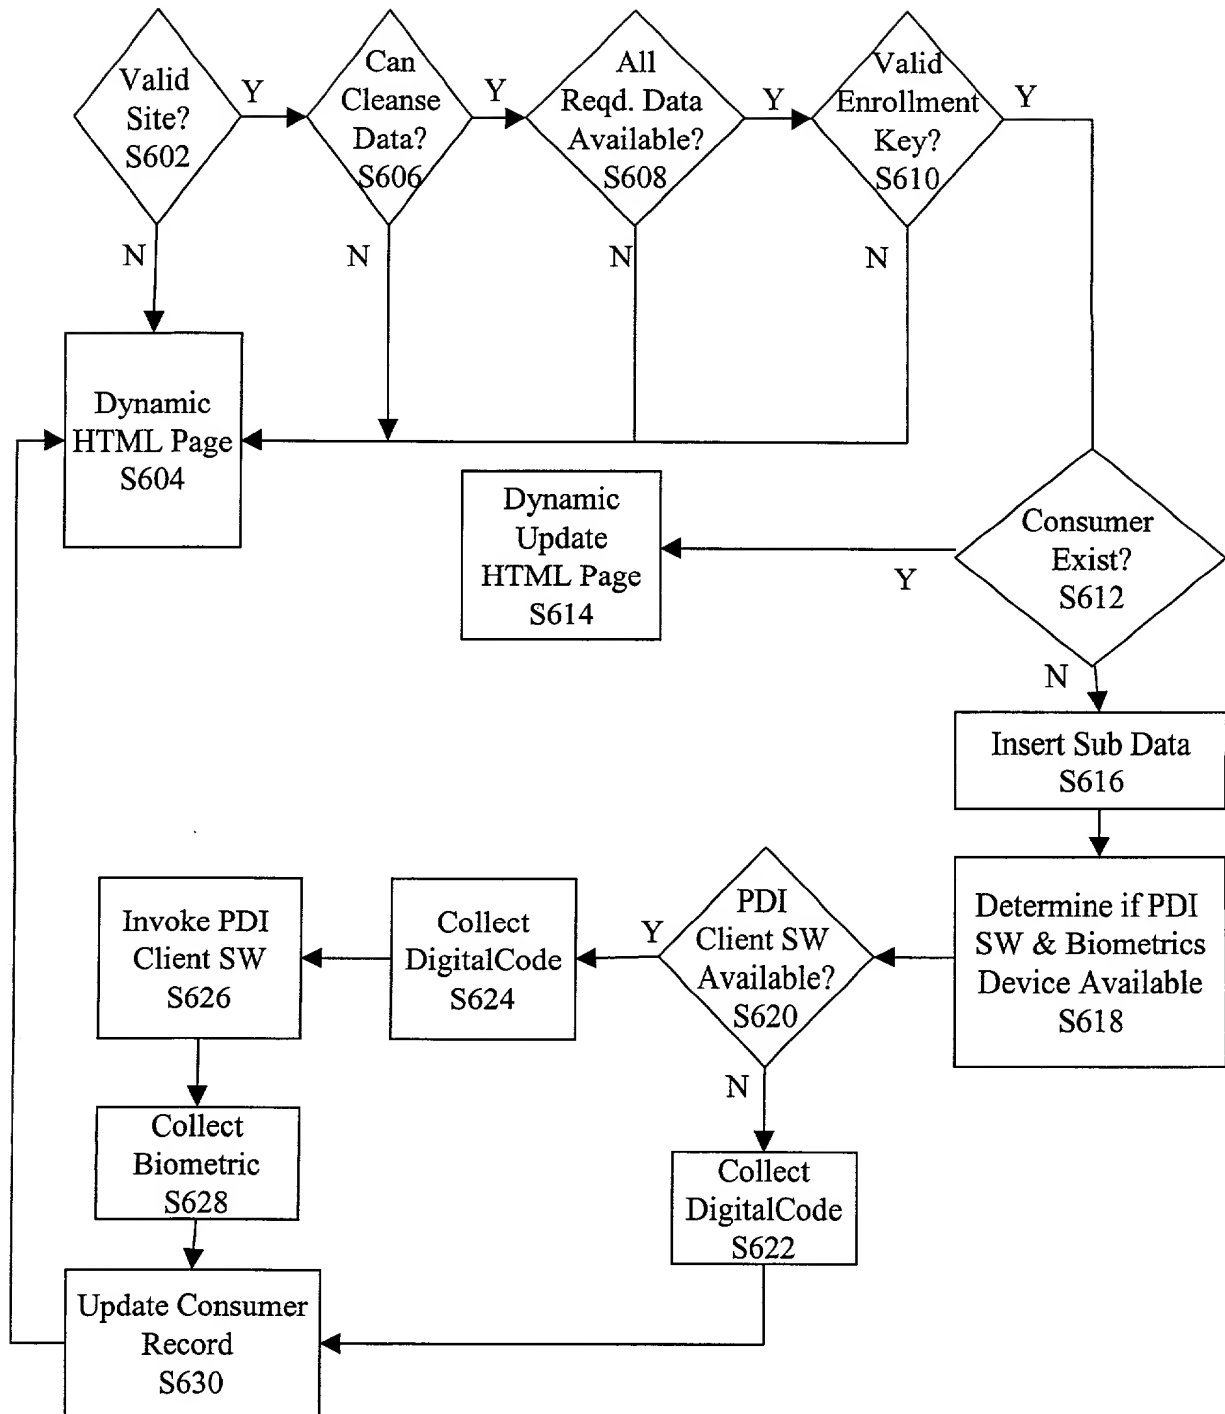 Valid
Site?
S602
Y
N
Can
Cleanse
Data?
S606
Y
N
All
Reqd. Data
Available?
S608
Y
N
Valid
Enrollment
Key?
S610
Y
N
Dynamic
HTML Page
S604
Dynamic
Update
HTML Page
S614
Consumer
Exist?
S612
Y
N
Insert Sub Data
S616
Determine if PDI
SW & Biometrics
Device Available
S618
PDI
Client SW
Available?
S620
Y
N
Collect
DigitalCode
S624
Invoke PDI
Client SW
S626
Collect
Biometric
S628
Collect
DigitalCode
S622
Update Consumer
Record
S630